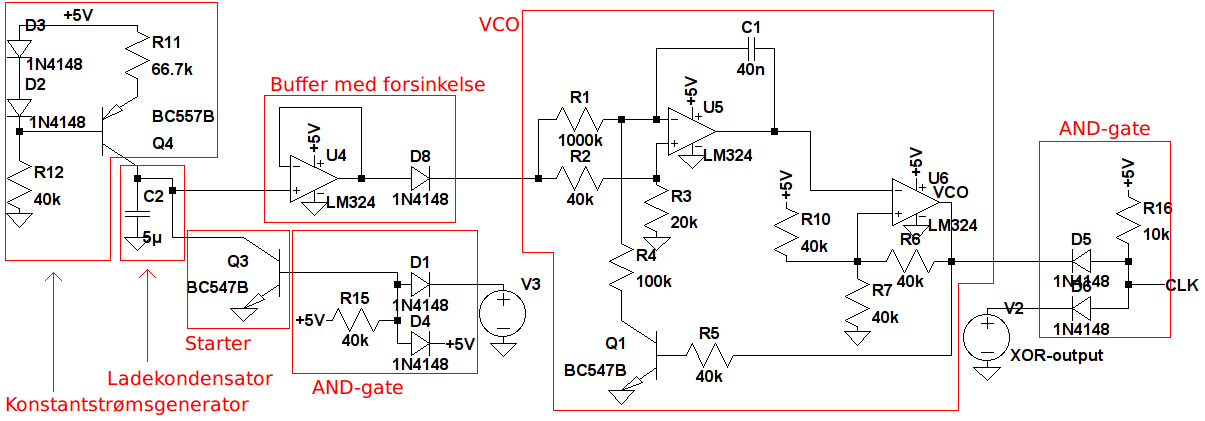 VCO
D3
+5V
1N4148
D2
1N4148
R11
66.7k
BC557B
Q4
R12
40k
C2
5µ
Buffer med forsinkelse
+5V
U4
LM324
D8
1N4148
R1
1000k
R2
40k
C1
40n
+5V
U5
LM324
R3
20k
R4
100k
+5V
R10
40k
+5V
U6
VCO
LM324
R6
40k
R7
40k
AND-gate
+5V
R16
10k
D5
1N4148
D6
1N4148
CLK
V2
XOR-output
Q3
BC547B
Starter
D1
1N4148
R15
+5V
40k
D4
+5V
1N4148
V3
AND-gate
Q1
BC547B
R5
40k
Ladekondensator
Konstantstrømsgenerator